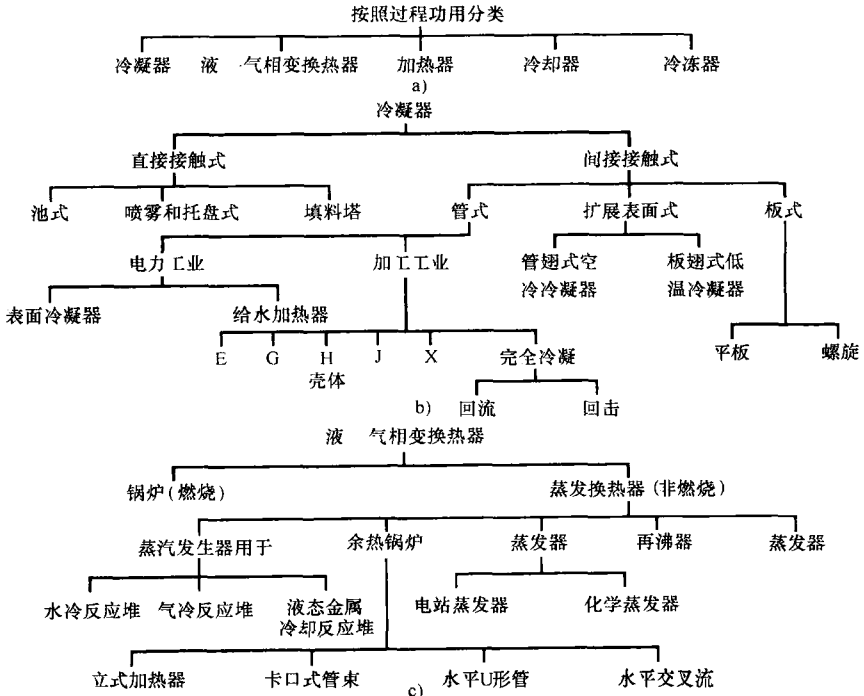 按照过程功用分类
冷凝器 液 气相变换热器 加热器 冷却器 冷冻器
a)
冷凝器
直接接触式 间接接触式
池式 喷雾和托盘式 填料塔 管式 扩展表面式 板式
电力工业 加工工业 管翅式空 板翅式低
冷冷凝器 温冷凝器
表面冷凝器 给水加热器
E G H J X 完全冷凝 平板 螺旋
壳体
b) 回流 回击
液 气相变换热器
锅炉(燃烧) 蒸发换热器(非燃烧)
蒸汽发生器用于 余热锅炉 蒸发器 再沸器 蒸发器
水冷反应堆 气冷反应堆 液态金属 电站蒸发器 化学蒸发器
冷却反应堆
立式加热器 卡口式管束 水平U形管 水平交叉流
c)